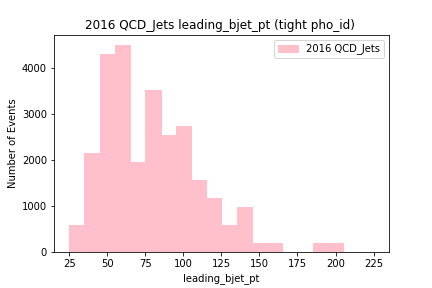 2016 QCD_Jets leading_bjet_pt (tight pho_id)
2016 QCD_Jets
Number of Events
4000
3000
2000
1000
0
25 50 75 100 125 150 175 200 225
leading_bjet_pt